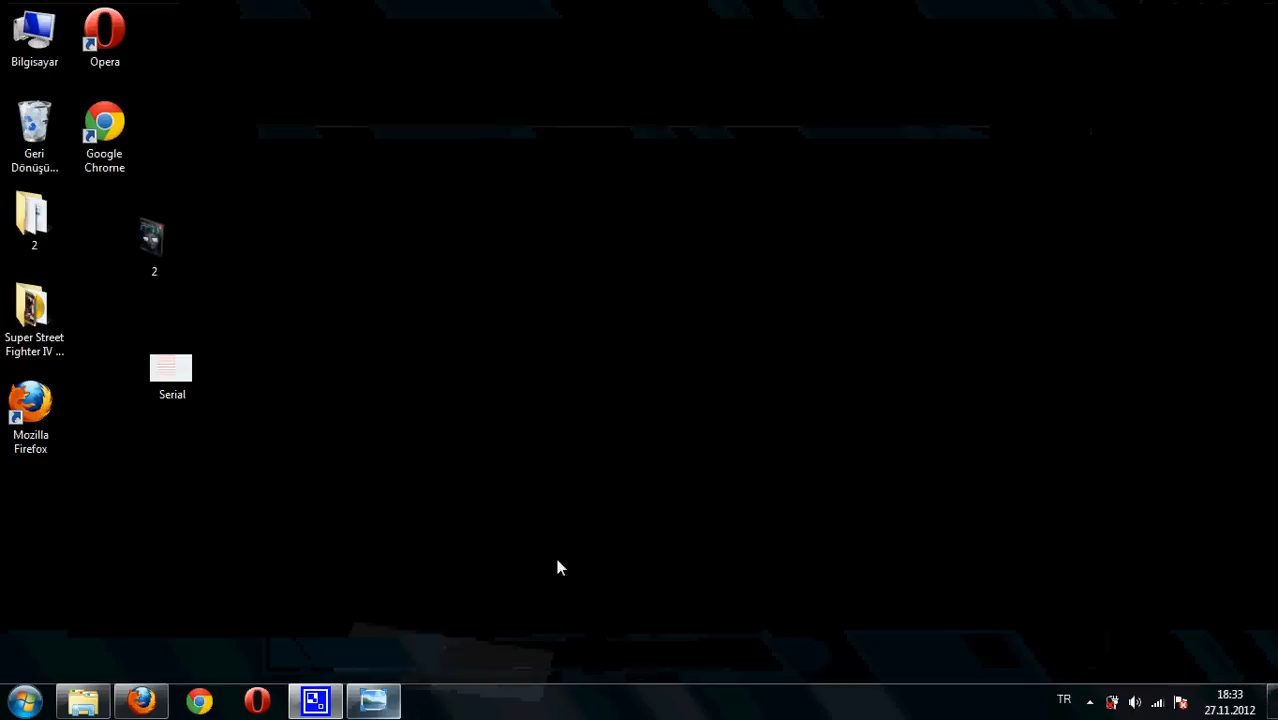 Bilgisayar
Opera
Geri
Dönüşü...
Google
Chrome
2
2
Super Street
Fighter IV ...
Serial
Mozilla
Firefox
TR
18:33
27.11.2012